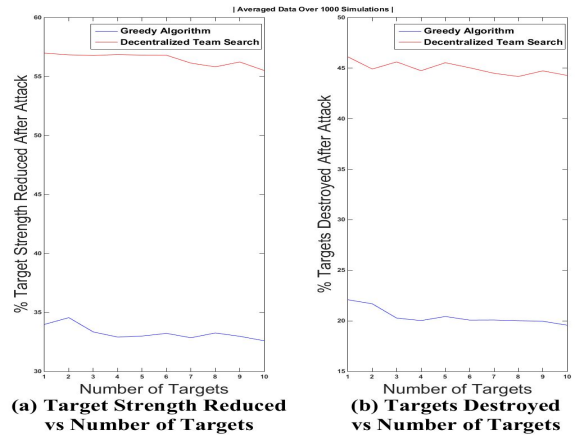 | Averaged Data Over 1000 Simulations |
Greedy Algorithm
Decentralized Team Search
% Target Strength Reduced After Attack
60
55
50
45
40
35
30
1 2 3 4 5 6 7 8 9 10
Number of Targets
(a) Target Strength Reduced
vs Number of Targets
Greedy Algorithm
Decentralized Team Search
% Targets Destroyed After Attack
50
45
40
35
30
25
20
15
1 2 3 4 5 6 7 8 9 10
Number of Targets
(b) Targets Destroyed
vs Number of Targets